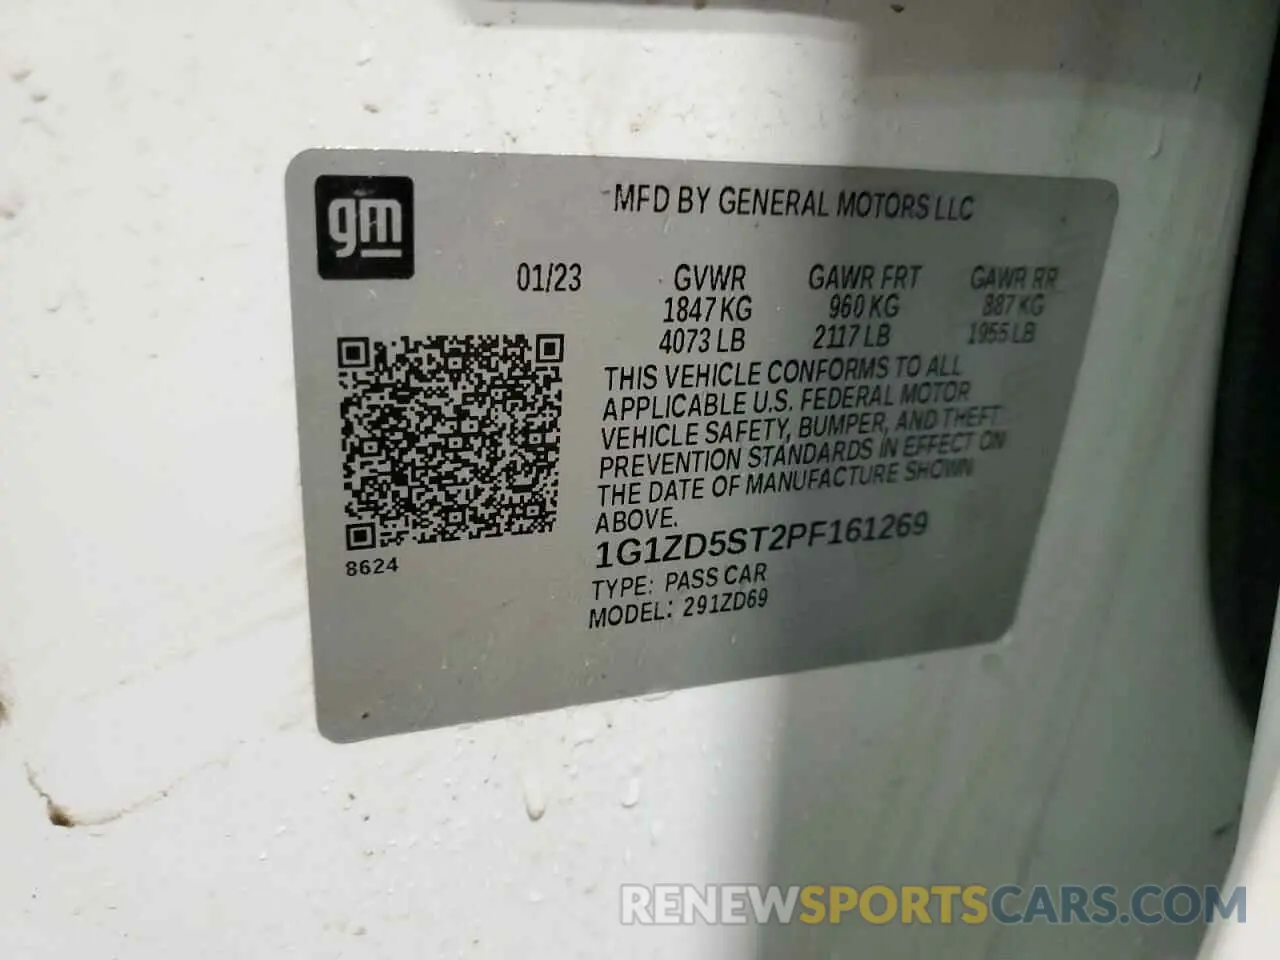 gm
MFD BY GENERAL MOTORS LLC
01/23 GVWR GAWR FRT GAWR RR
1847 KG 960 KG 887 KG
4073 LB 2117 LB 1955 LB
THIS VEHICLE CONFORMS TO ALL
APPLICABLE U.S. FEDERAL MOTOR
VEHICLE SAFETY, BUMPER, AND THEFT
PREVENTION STANDARDS IN EFFECT ON
THE DATE OF MANUFACTURE SHOWN
ABOVE.
1G1ZD5ST2PF161269
8624
TYPE: PASS CAR
MODEL: 291ZD69
RENEWSPORTSCARS.COM